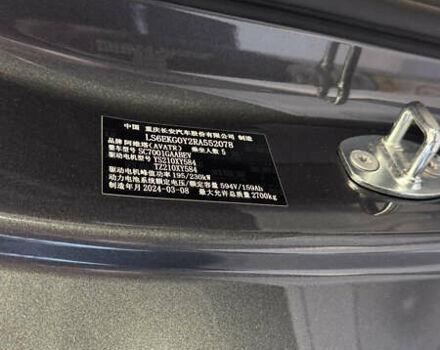 中国 重庆长安汽车股份有限公司 制造
LS6EKG0Y2RA552078
品牌 阿维塔(AVATR) 乘坐人数 5
整车型号 SC7001GAABEV
驱动电机型号 YS210XY584
TZ210XY584
驱动电机峰值功率 195/230kW
动力电池系统额定电压/额定容量 594V/159Ah
制造年月 2024-03-08 最大允许总质量 2700kg